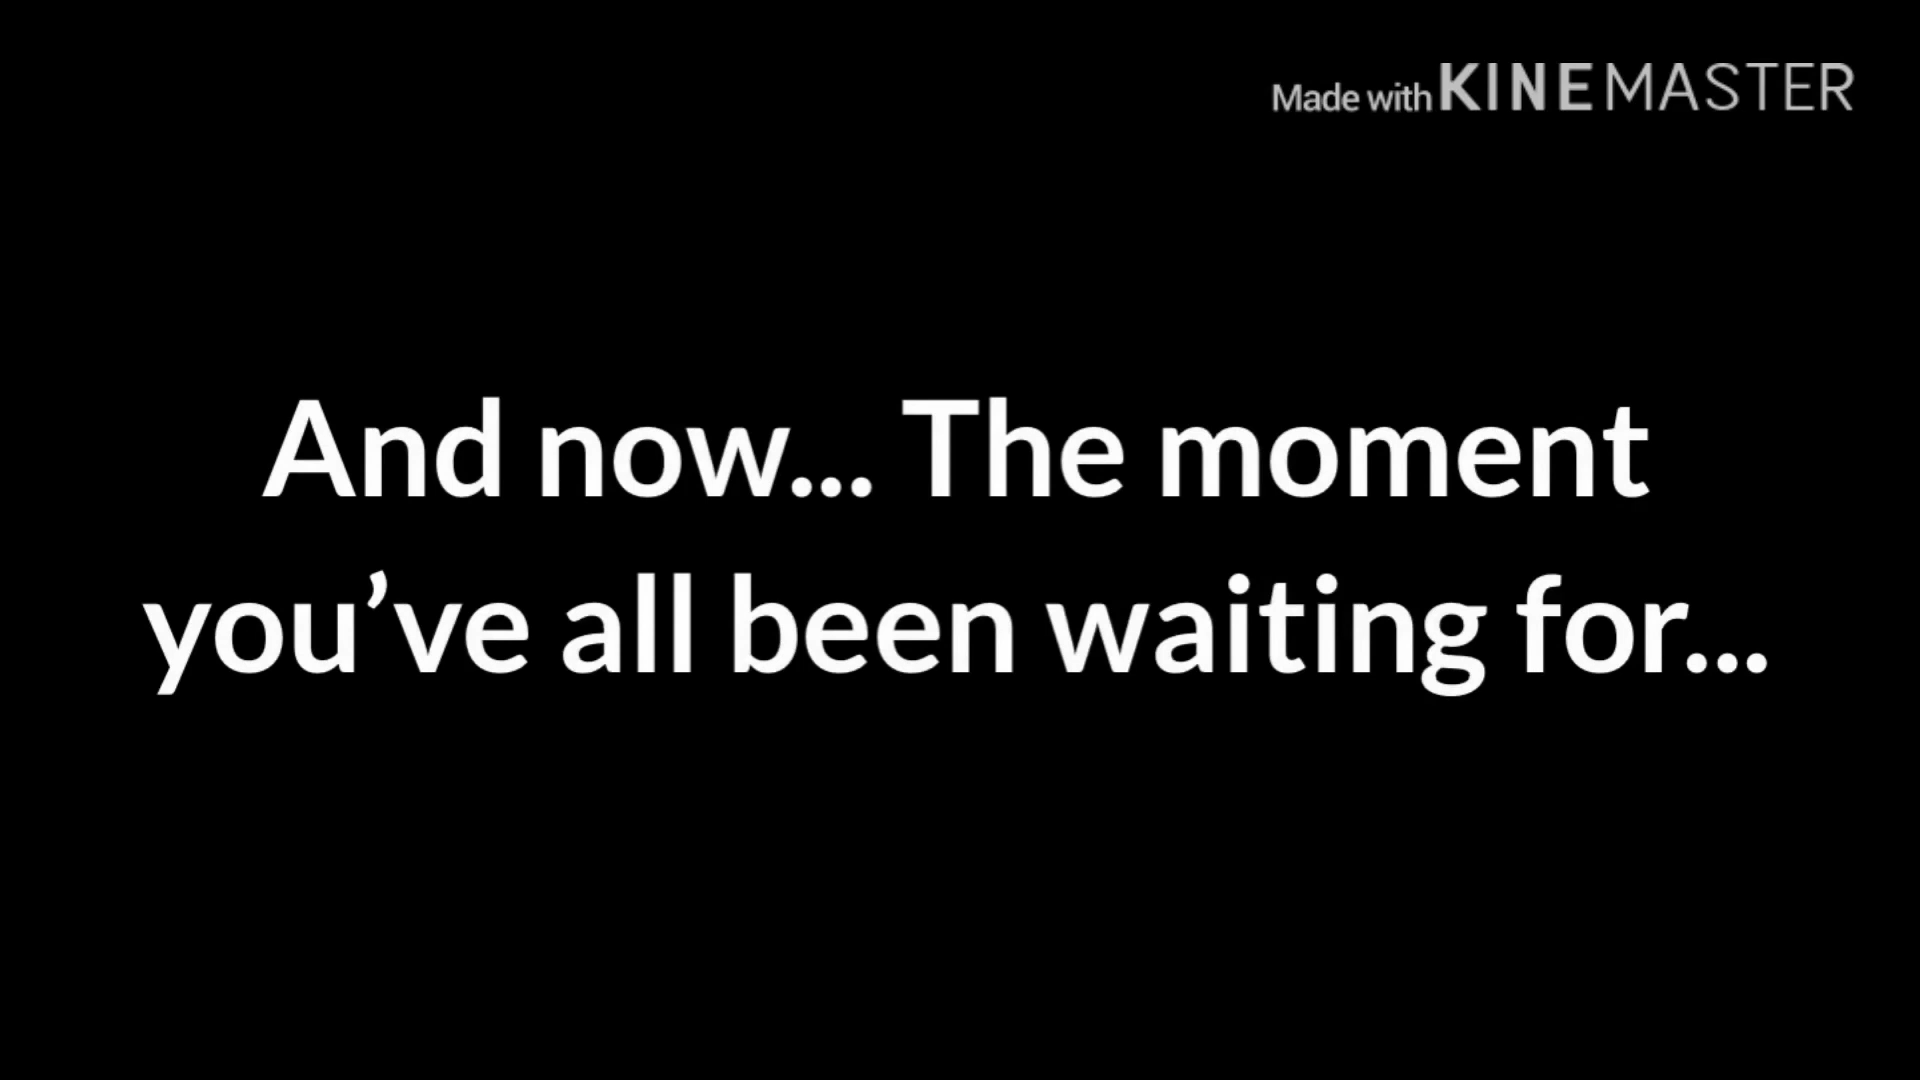 Made with KINEMASTER
And now... The moment
you’ve all been waiting for...